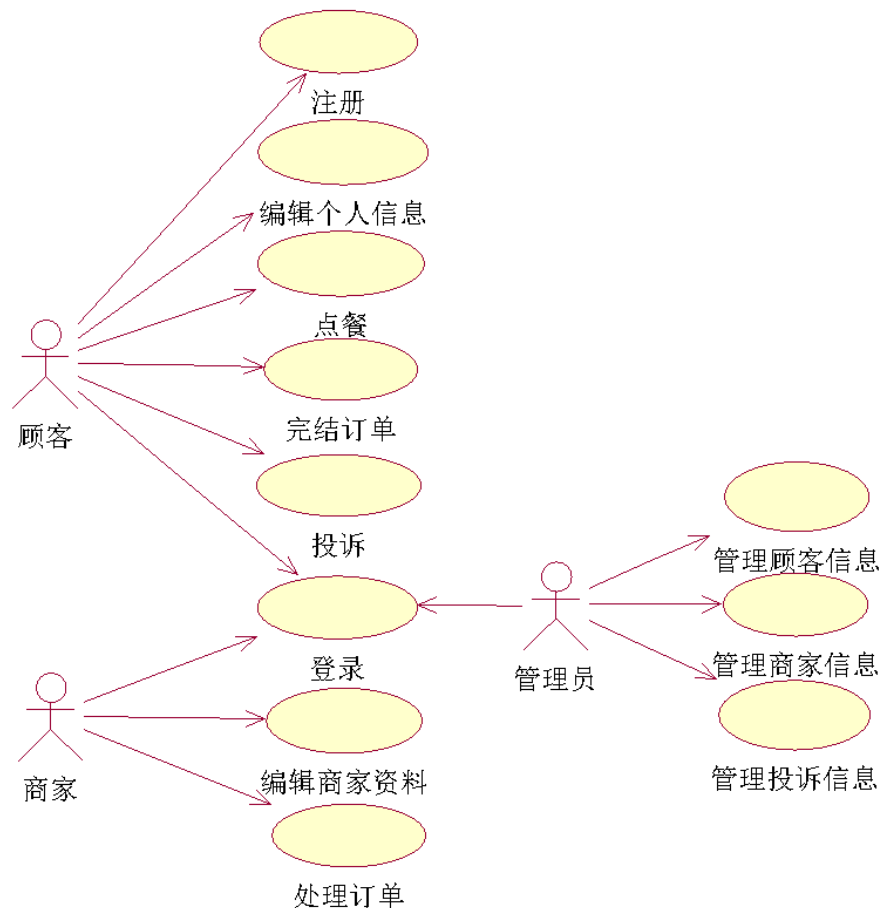 注册
编辑个人信息
点餐
顾客
完结订单
投诉
管理顾客信息
登录
管理员
管理商家信息
商家
编辑商家资料
管理投诉信息
处理订单